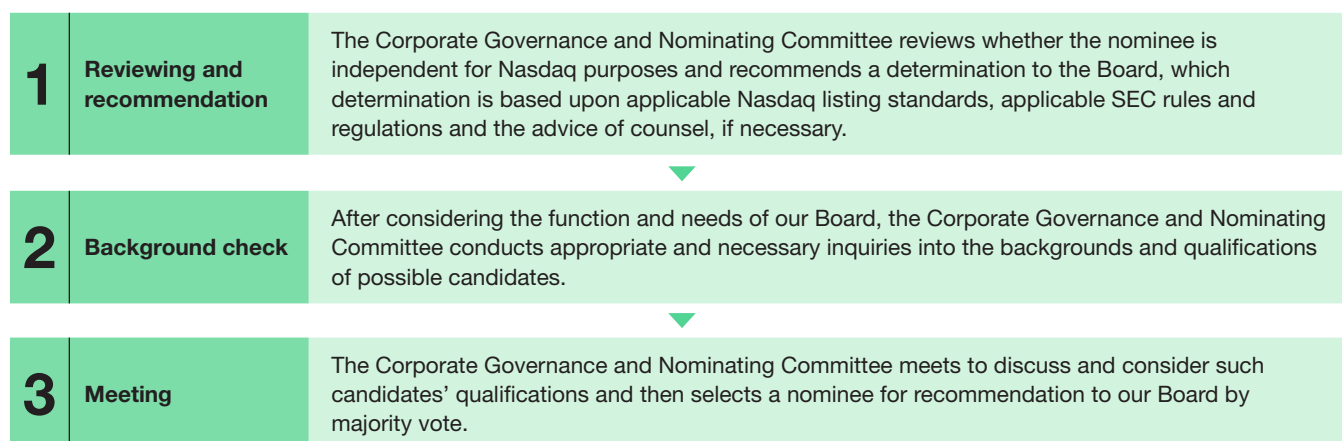 1
Reviewing and
recommendation
The Corporate Governance and Nominating Committee reviews whether the nominee is
independent for Nasdaq purposes and recommends a determination to the Board, which
determination is based upon applicable Nasdaq listing standards, applicable SEC rules and
regulations and the advice of counsel, if necessary.
2
Background check
After considering the function and needs of our Board, the Corporate Governance and Nominating
Committee conducts appropriate and necessary inquiries into the backgrounds and qualifications
of possible candidates.
3
Meeting
The Corporate Governance and Nominating Committee meets to discuss and consider such
candidates’ qualifications and then selects a nominee for recommendation to our Board by
majority vote.